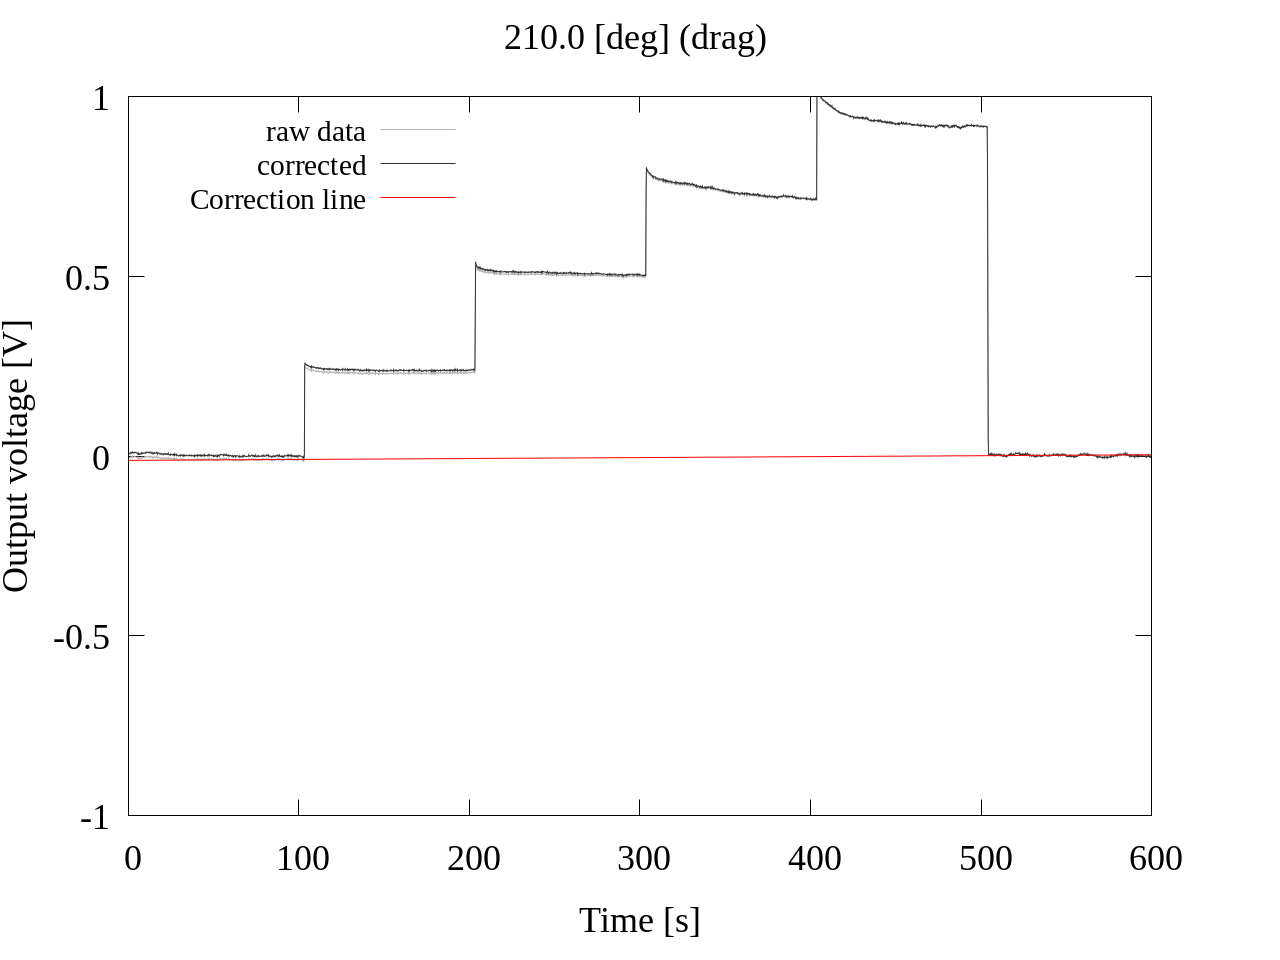 210.0 [deg] (drag)
raw data
corrected
Correction line
1
0.5
0
-0.5
-1
Output voltage [V]
0 100 200 300 400 500 600
Time [s]